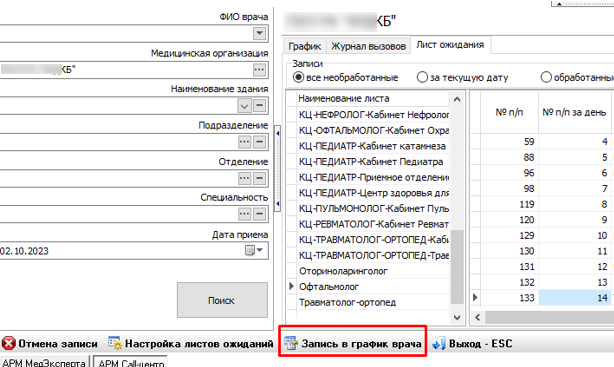 ФИО врача
Медицинская организация
КБ"
Наименование здания
Подразделение
Отделение
Специальность
Дата приема
02.10.2023
Поиск
КБ"
График
Журнал вызовов
Лист ожидания
Записи
все необработанные
за текущую дату
обработанны
Наименование листа
КЦ-НЕФРОЛОГ-Кабинет Нефролог
КЦ-ОФТАЛЬМОЛОГ-Кабинет Охра
КЦ-ПЕДИАТР-Кабинет катамнеза
КЦ-ПЕДИАТР-Кабинет Педиатра
КЦ-ПЕДИАТР-Приемное отделение
КЦ-ПЕДИАТР-Центр здоровья для
КЦ-ПУЛЬМОНОЛОГ-Кабинет Пуль
КЦ-РЕВМАТОЛОГ-Кабинет Ревмат
КЦ-ТРАВМАТОЛОГ-ОРТОПЕД-Каби
КЦ-ТРАВМАТОЛОГ-ОРТОПЕД-Трав
Оториноларинголог
Офтальмолог
Травматолог-ортопед
№ п/п № п/п за день
59 4
88 5
96 6
98 7
119 8
120 9
129 10
130 11
131 12
132 13
133 14
Отмена записи
Настройка листов ожиданий
Запись в график врача
Выход - ESC
АРМ МедЭксперта
АРМ Call-центр